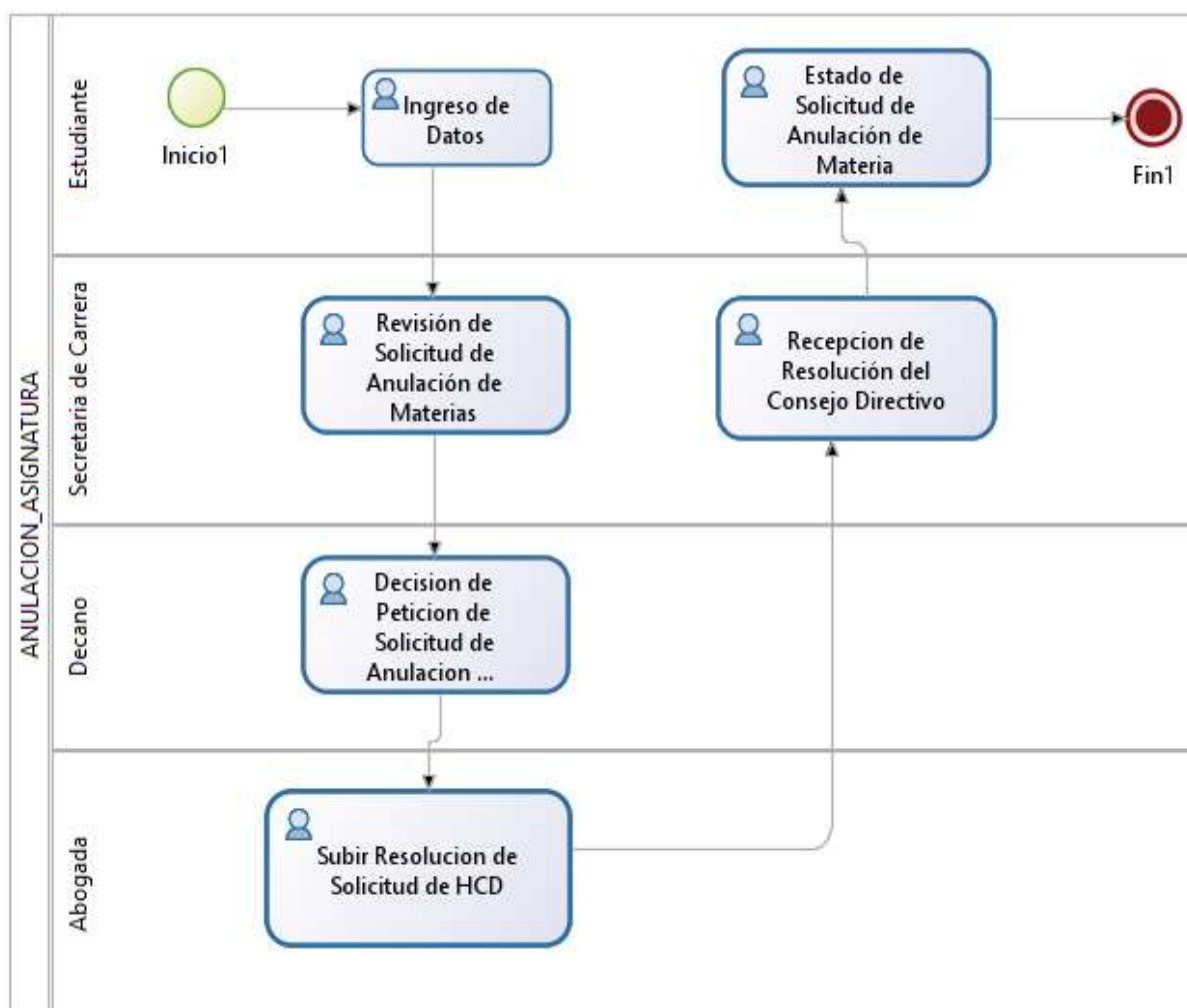 ANULACION_ASIGNATURA
Estudiante
Inicio1
Ingreso de
Datos
Estado de
Solicitud de
Anulación de
Materia
Fin1
Secretaria de Carrera
Revisión de
Solicitud de
Anulación de
Materias
Recepcion de
Resolución del
Consejo Directivo
Decano
Decision de
Peticion de
Solicitud de
Anulacion ...
Abogada
Subir Resolucion de
Solicitud de HCD